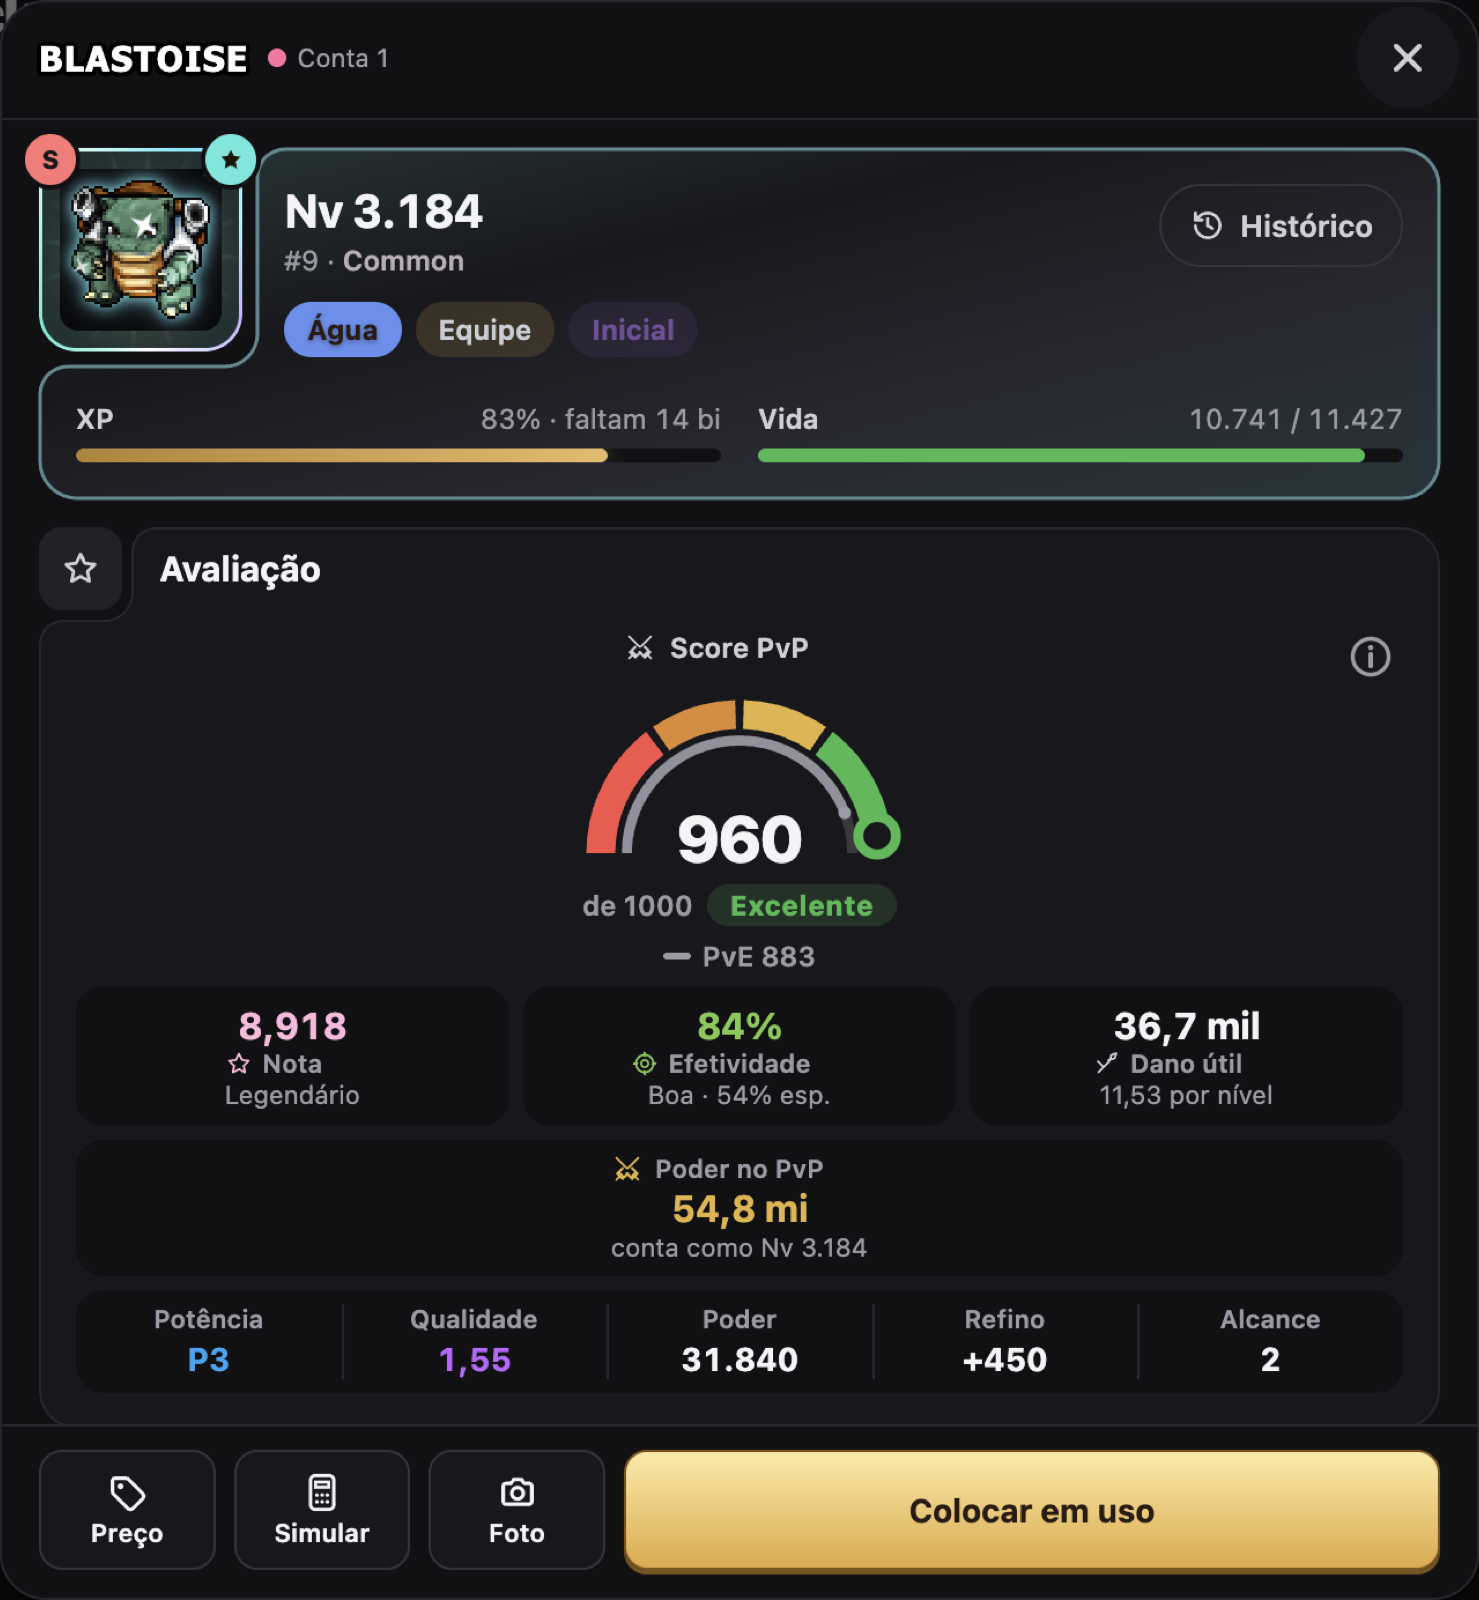 BLASTOISE Conta 1
S
Nv 3.184
Histórico
#9 · Common
Água Equipe Inicial
XP 83% · faltam 14 bi Vida 10.741 / 11.427
Avaliação
Score PvP
960
de 1000 Excelente
PvE 883
8,918
Nota
Legendário
84%
Efetividade
Boa · 54% esp.
36,7 mil
Dano útil
11,53 por nível
Poder no PvP
54,8 mi
conta como Nv 3.184
Potência
P3
Qualidade
1,55
Poder
31.840
Refino
+450
Alcance
2
Preço
Simular
Foto
Colocar em uso